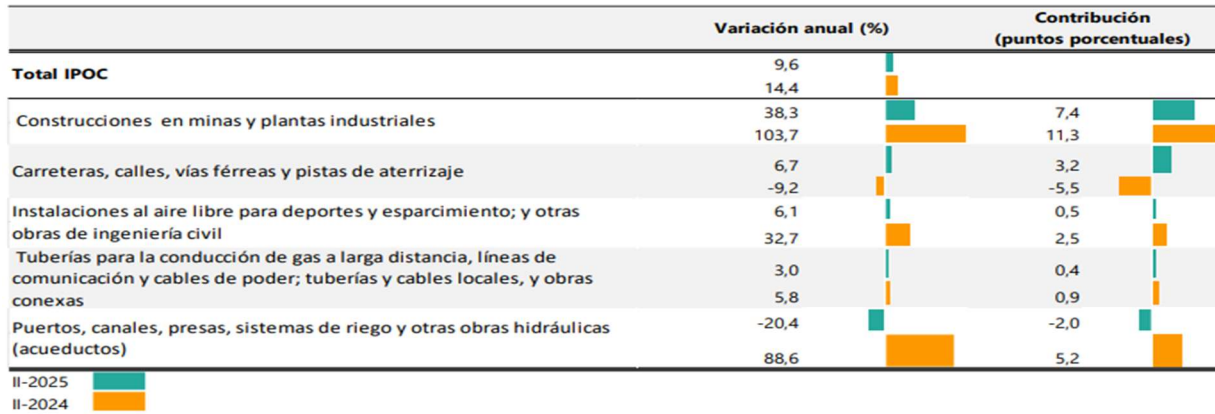 Variación anual (%) Contribución
(puntos porcentuales)
Total IPOC 9,6
14,4
Construcciones en minas y plantas industriales 38,3 7,4
103,7 11,3
Carreteras, calles, vías férreas y pistas de aterrizaje 6,7 3,2
-9,2 -5,5
Instalaciones al aire libre para deportes y esparcimiento; y otras 6,1 0,5
obras de ingeniería civil 32,7 2,5
Tuberías para la conducción de gas a larga distancia, líneas de
comunicación y cables de poder; tuberías y cables locales, y obras 3,0 0,4
conexas 5,8 0,9
Puertos, canales, presas, sistemas de riego y otras obras hidráulicas -20,4 -2,0
(acueductos) 88,6 5,2
II-2025
II-2024